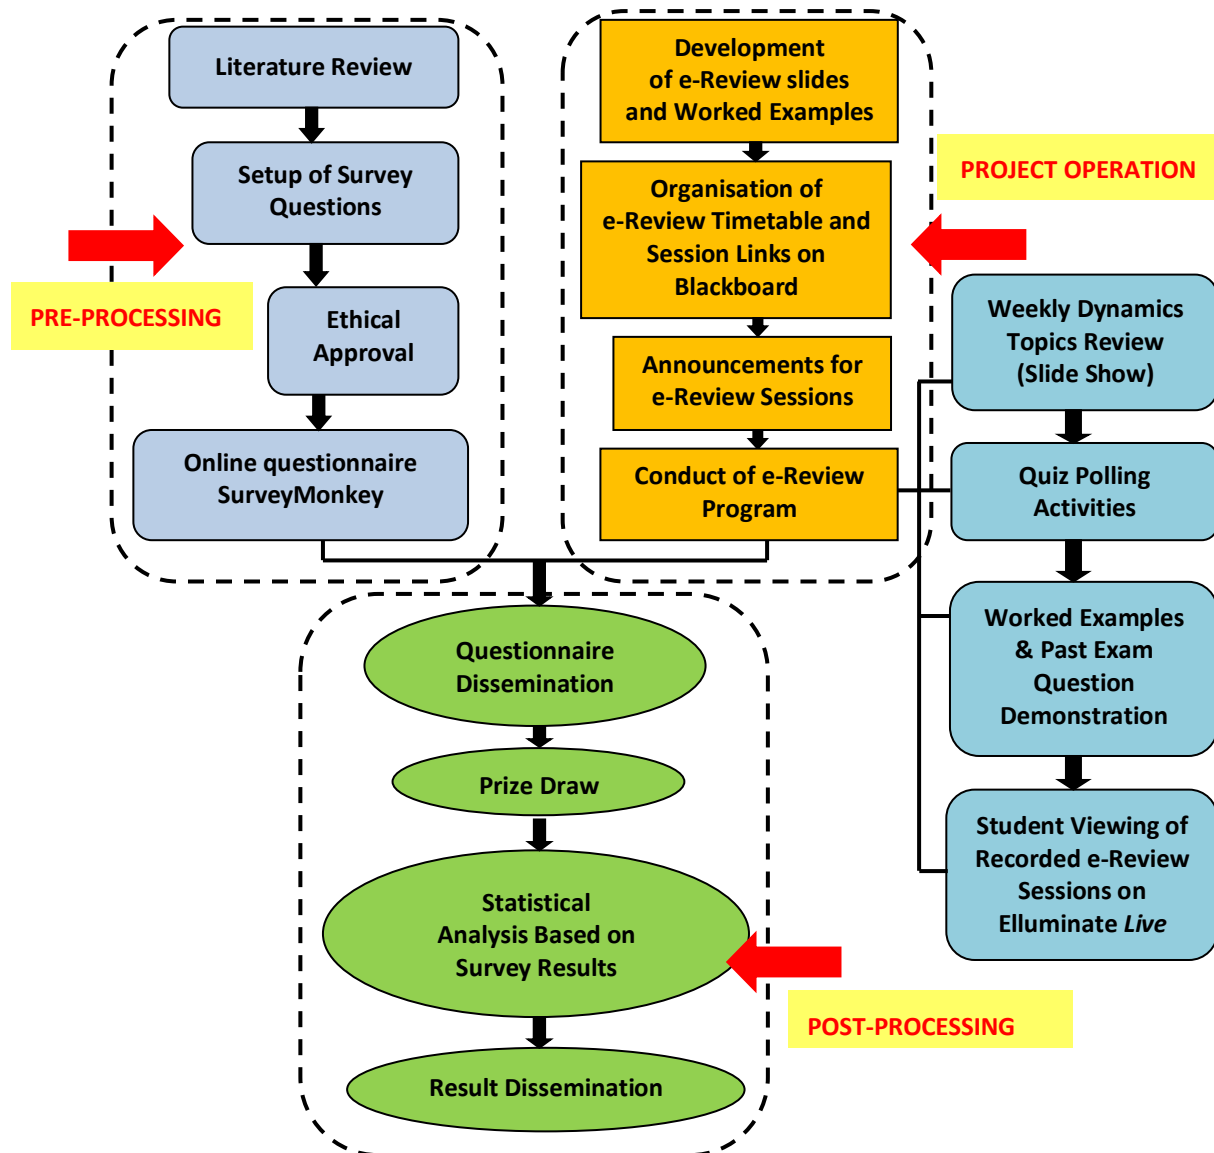 Literature Review
Setup of Survey
Questions
PRE-PROCESSING
Ethical
Approval
Online questionnaire
SurveyMonkey
Development
of e-Review slides
and Worked Examples
PROJECT OPERATION
Organisation of
e-Review Timetable and
Session Links on
Blackboard
Announcements for
e-Review Sessions
Conduct of e-Review
Program
Weekly Dynamics
Topics Review
(Slide Show)
Quiz Polling
Activities
Worked Examples
& Past Exam
Question
Demonstration
Student Viewing of
Recorded e-Review
Sessions on
Elluminate Live
Questionnaire
Dissemination
Prize Draw
Statistical
Analysis Based on
Survey Results
POST-PROCESSING
Result Dissemination